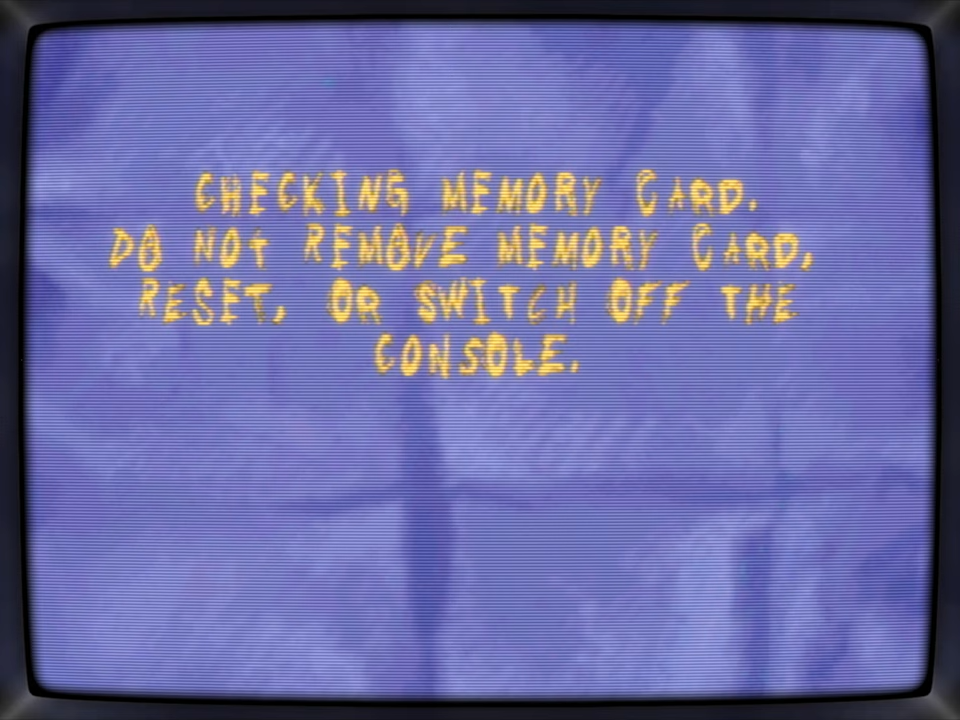 CHECKING MEMORY CARD.
DO NOT REMOVE MEMORY CARD,
RESET, OR SWITCH OFF THE
CONSOLE.